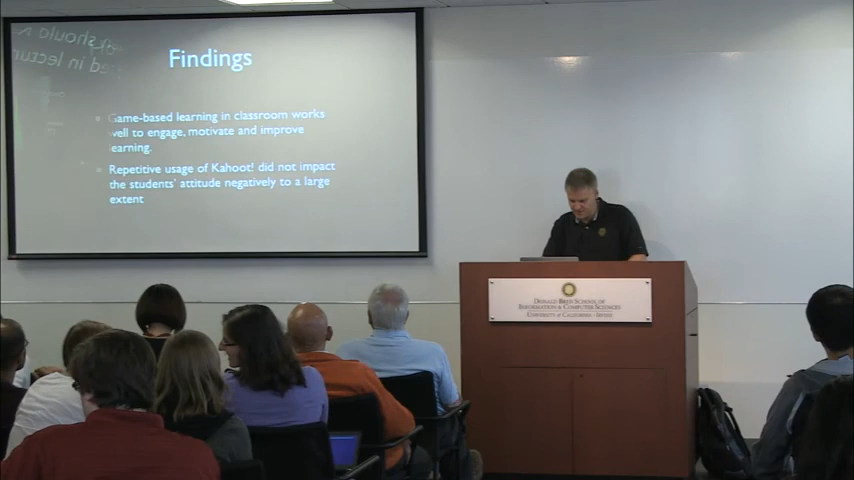 Findings
Game-based learning in classroom works
well to engage, motivate and improve
learning.
Repetitive usage of Kahoot! did not impact
the students' attitude negatively to a large
extent
Donald Bren School of
Information & Computer Sciences
University of California · Irvine